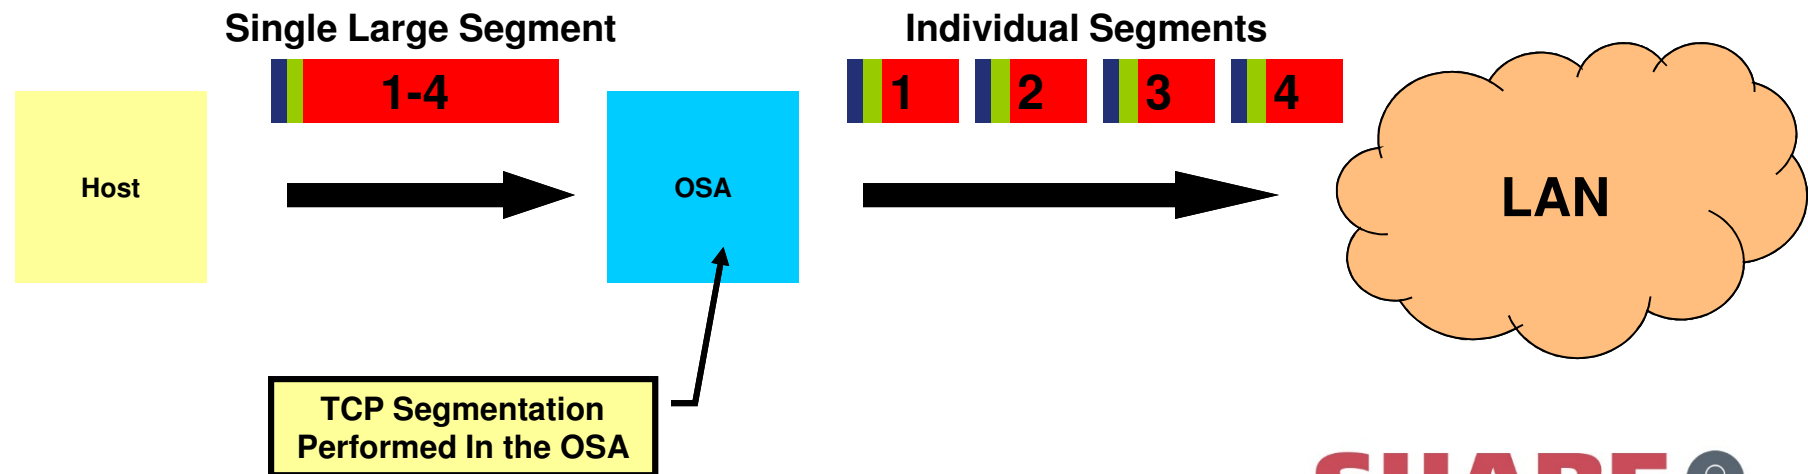 Single Large Segment
Individual Segments
1-4
1
2
3
4
Host
OSA
LAN
TCP Segmentation
Performed In the OSA
SHARE